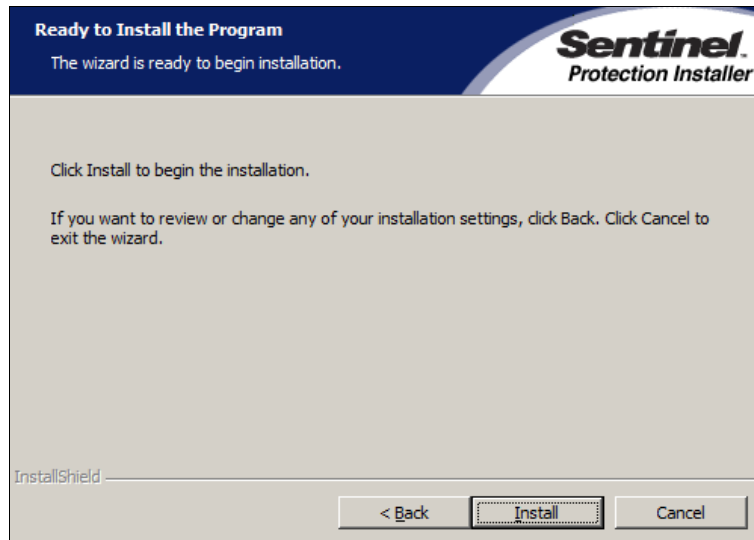 Ready to Install the Program
The wizard is ready to begin installation.
Sentinel.
Protection Installer
Click Install to begin the installation.
If you want to review or change any of your installation settings, click Back. Click Cancel to
exit the wizard.
InstallShield
< Back
Install
Cancel